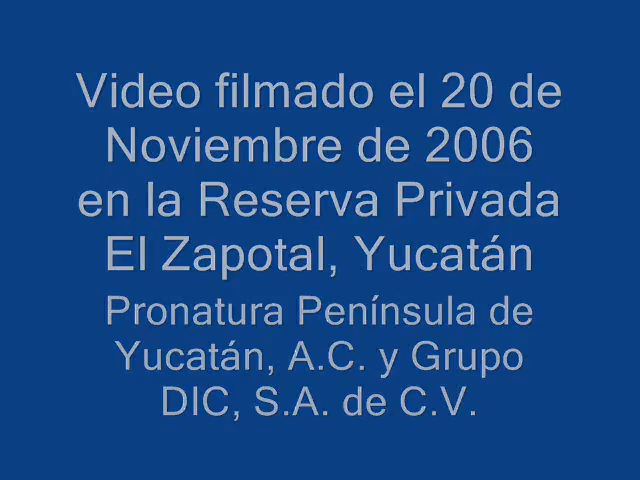 Video filmado el 20 de
Noviembre de 2006
en la Reserva Privada
El Zapotal, Yucatán
Pronatura Península de
Yucatán, A.C. y Grupo
DIC, S.A. de C.V.